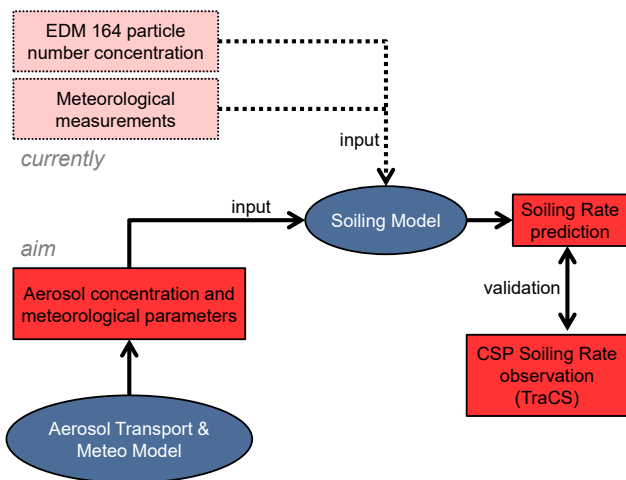 EDM 164 particle
number concentration
Meteorological
measurements
currently
input
input
Soiling Model
Soiling Rate
prediction
aim
Aerosol concentration and
meteorological parameters
validation
CSP Soiling Rate
observation
(TraCS)
Aerosol Transport &
Meteo Model